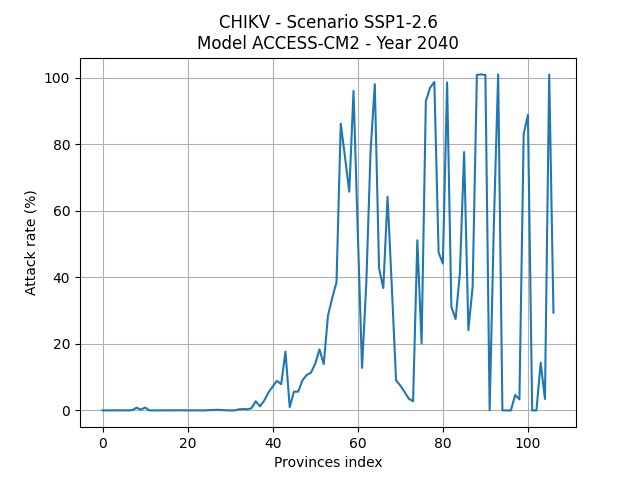 CHIKV - Scenario SSP1-2.6
Model ACCESS-CM2 - Year 2040
100
80
60
40
20
0
Attack rate (%)
0 20 40 60 80 100
Provinces index